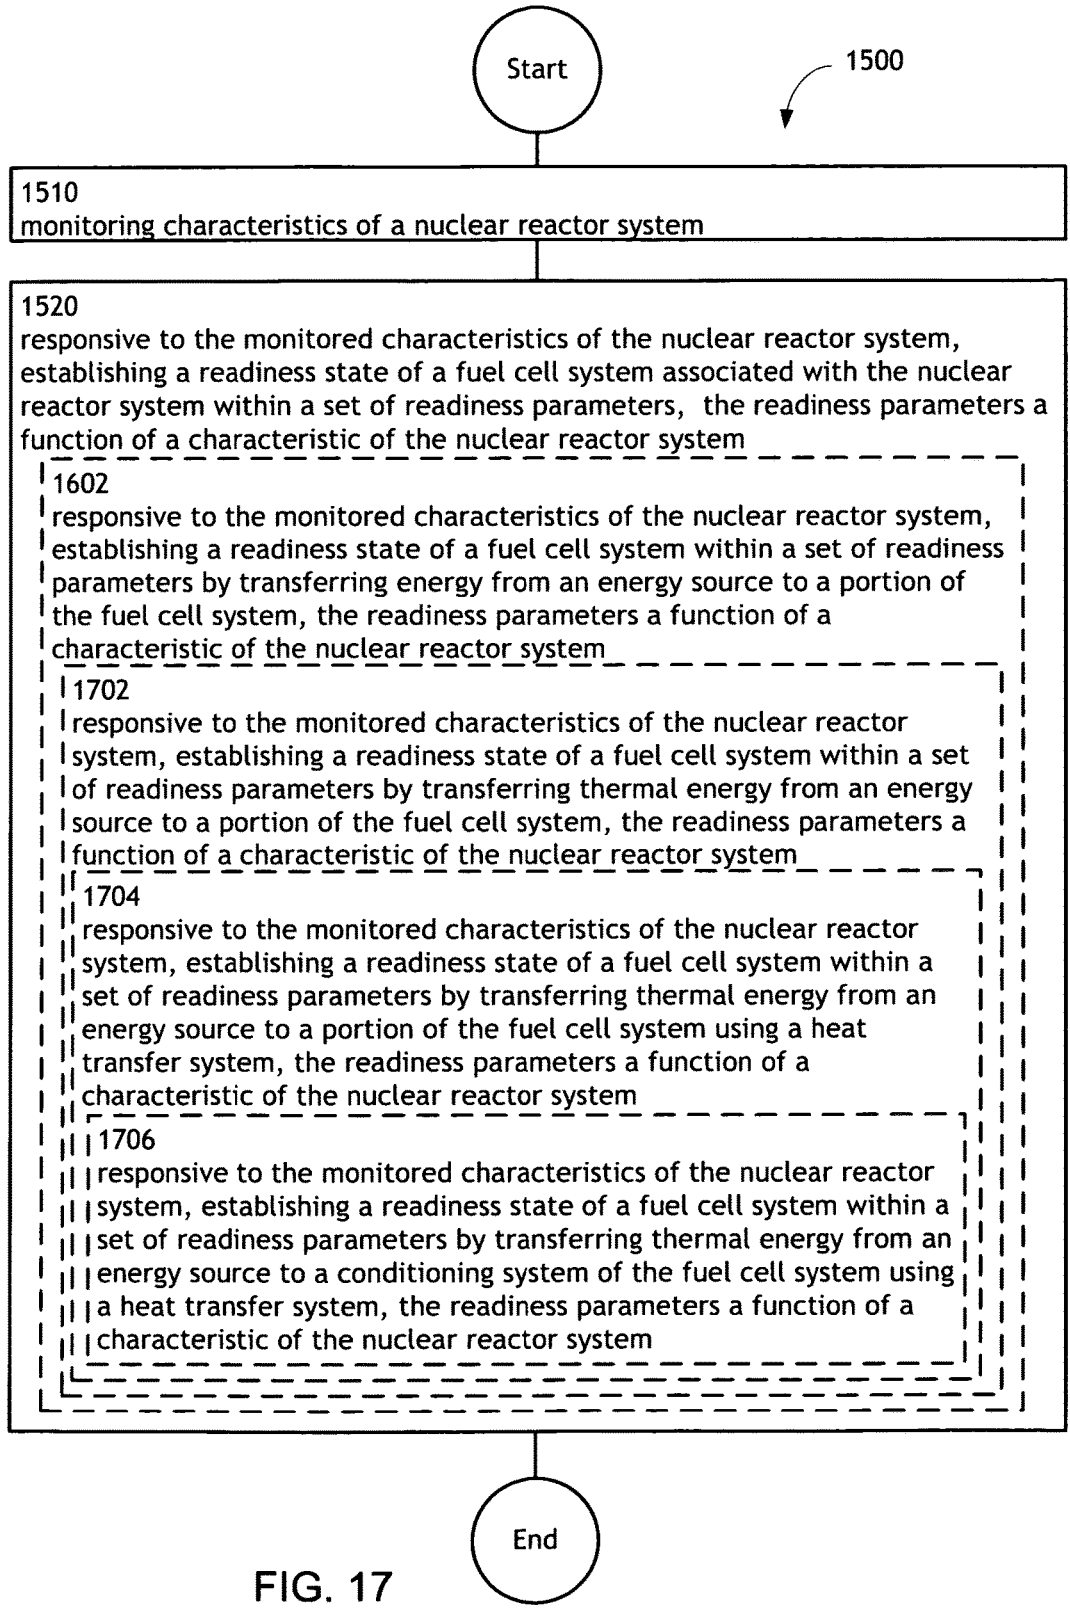 Start
1500
1510
monitoring characteristics of a nuclear reactor system
1520
responsive to the monitored characteristics of the nuclear reactor system,
establishing a readiness state of a fuel cell system associated with the nuclear
reactor system within a set of readiness parameters, the readiness parameters a
function of a characteristic of the nuclear reactor system
1602
responsive to the monitored characteristics of the nuclear reactor system,
establishing a readiness state of a fuel cell system within a set of readiness
parameters by transferring energy from an energy source to a portion of
the fuel cell system, the readiness parameters a function of a
characteristic of the nuclear reactor system
1702
responsive to the monitored characteristics of the nuclear reactor
system, establishing a readiness state of a fuel cell system within a set
of readiness parameters by transferring thermal energy from an energy
source to a portion of the fuel cell system, the readiness parameters a
function of a characteristic of the nuclear reactor system
1704
responsive to the monitored characteristics of the nuclear reactor
system, establishing a readiness state of a fuel cell system within a
set of readiness parameters by transferring thermal energy from an
energy source to a portion of the fuel cell system using a heat
transfer system, the readiness parameters a function of a
characteristic of the nuclear reactor system
1706
responsive to the monitored characteristics of the nuclear reactor
system, establishing a readiness state of a fuel cell system within a
set of readiness parameters by transferring thermal energy from an
energy source to a conditioning system of the fuel cell system using
a heat transfer system, the readiness parameters a function of a
characteristic of the nuclear reactor system
End
FIG. 17